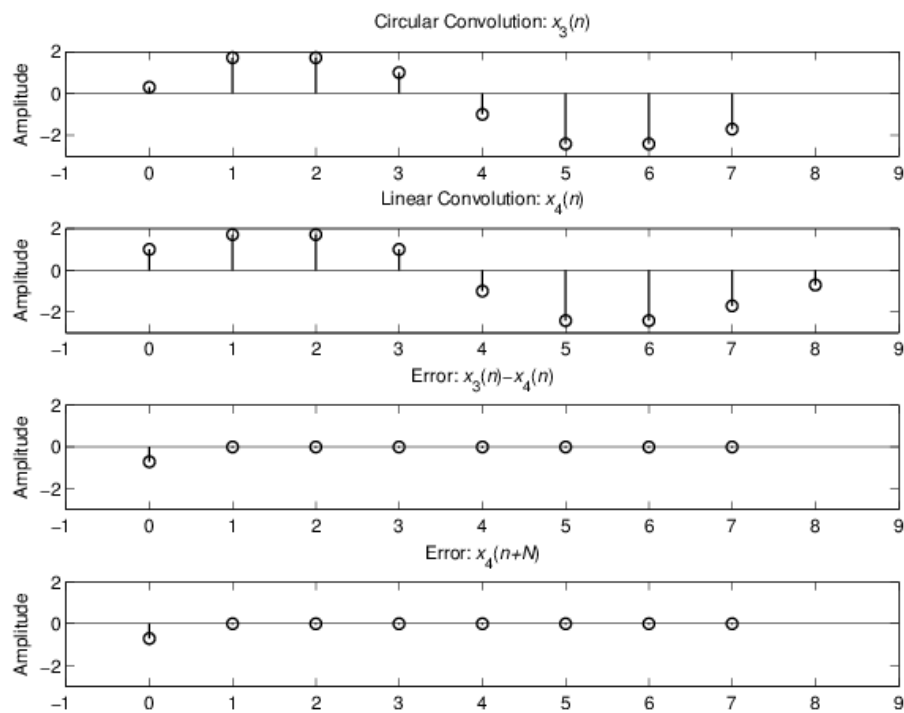 Circular Convolution: x₃(n)
Amplitude
2
0
−2
−1 0 1 2 3 4 5 6 7 8 9
Linear Convolution: x₄(n)
Amplitude
2
0
−2
−1 0 1 2 3 4 5 6 7 8 9
Error: x₃(n)−x₄(n)
Amplitude
2
0
−2
−1 0 1 2 3 4 5 6 7 8 9
Error: x₄(n+N)
Amplitude
2
0
−2
−1 0 1 2 3 4 5 6 7 8 9